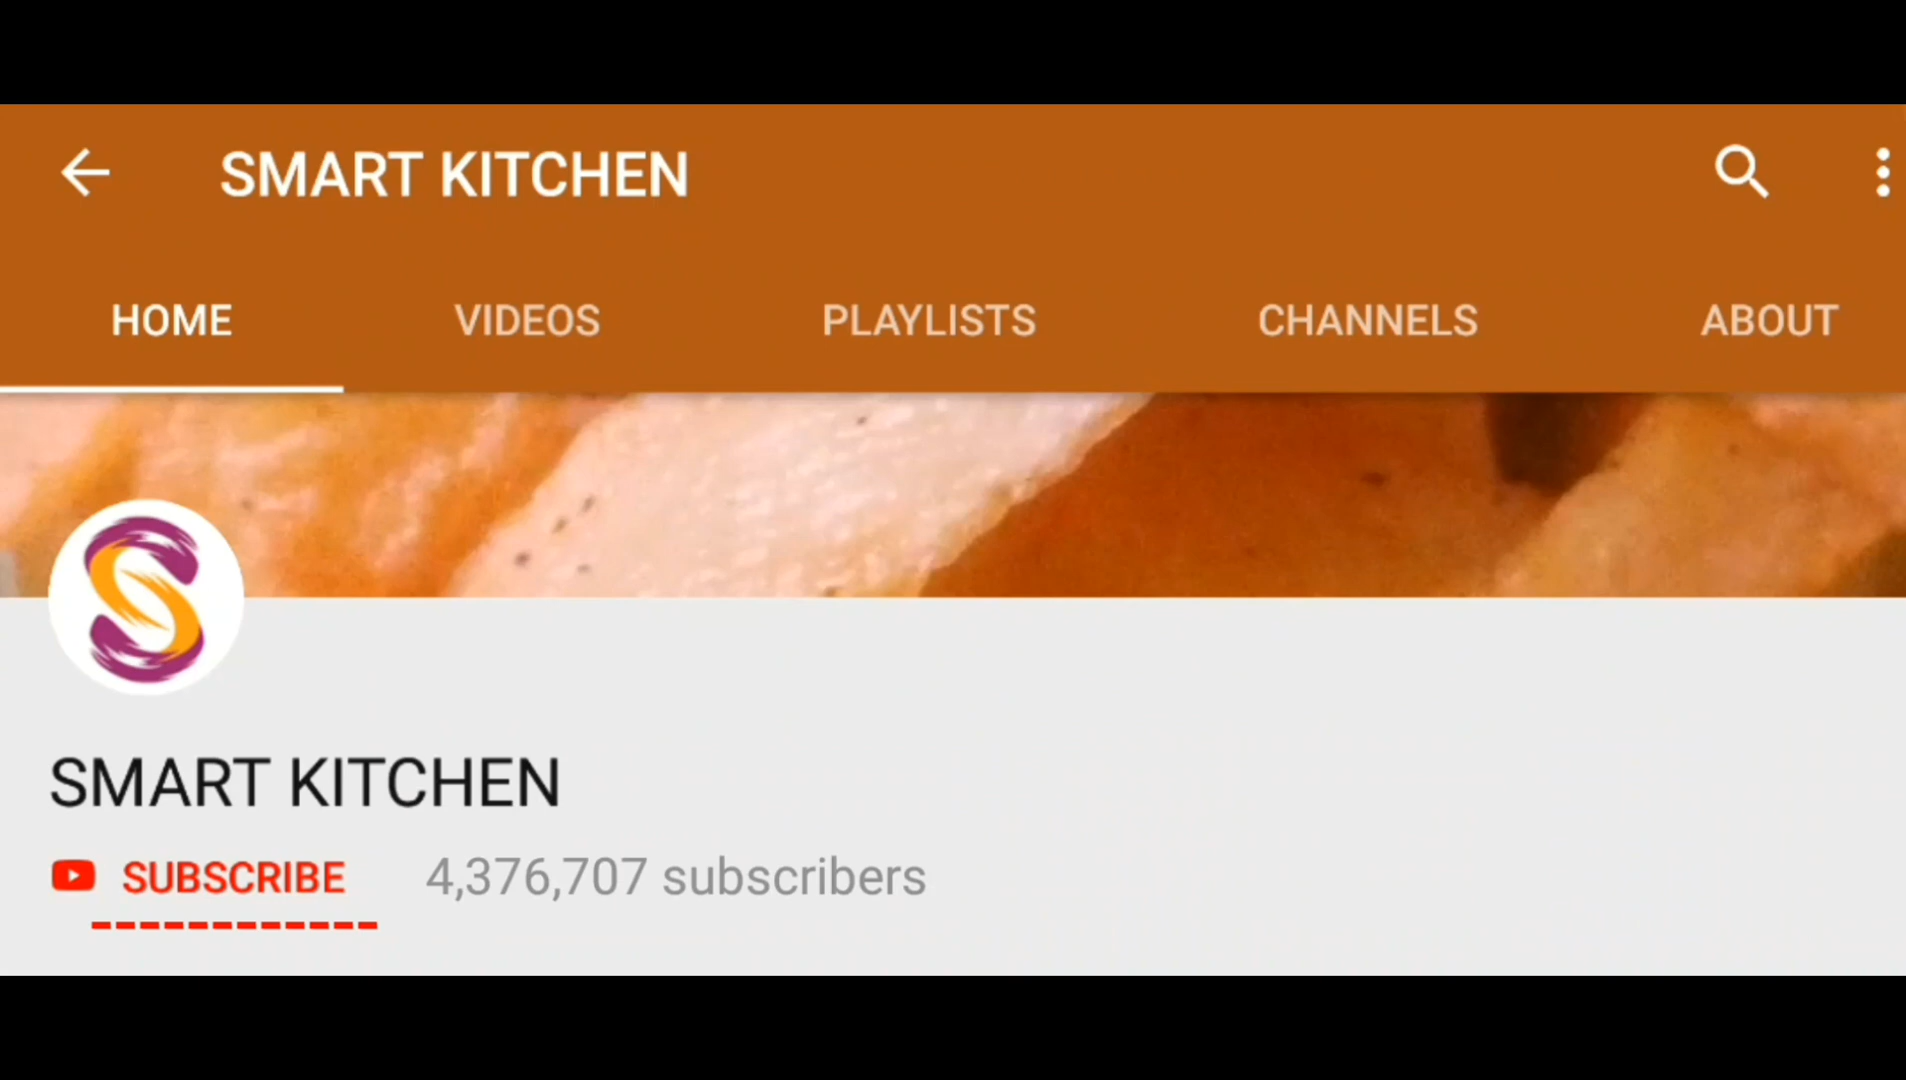 SMART KITCHEN
HOME VIDEOS PLAYLISTS CHANNELS ABOUT
SMART KITCHEN
SUBSCRIBE 4,376,707 subscribers